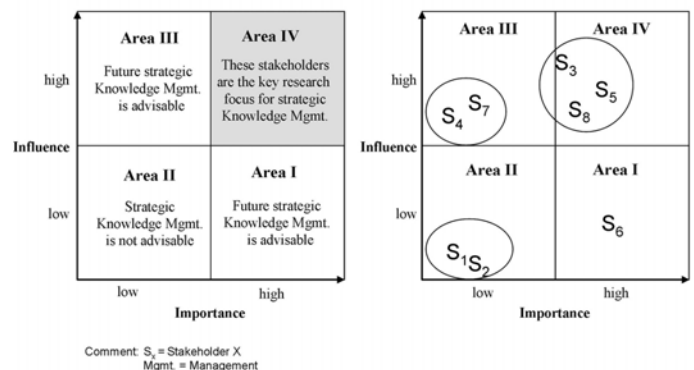 Area III
Future strategic
Knowledge Mgmt.
is advisable
Area IV
These stakeholders
are the key research
focus for strategic
Knowledge Mgmt.
high
Influence
Area II
Strategic
Knowledge Mgmt.
is not advisable
Area I
Future strategic
Knowledge Mgmt.
is advisable
low
low
high
Importance
Area III
Area IV
S3
S5
S8
S7
S4
high
Influence
Area II
Area I
S6
S1 S2
low
low
high
Importance
Comment: Sx = Stakeholder X
Mgmt. = Management